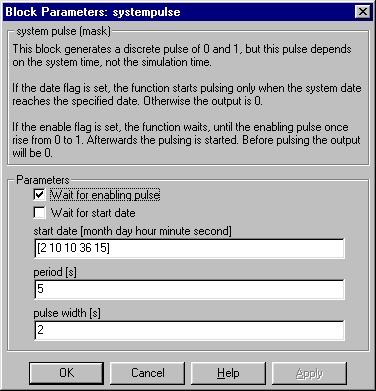 Block Parameters: systempulse
system pulse (mask)
This block generates a discrete pulse of 0 and 1, but this pulse depends
on the system time, not the simulation time.
If the date flag is set, the function starts pulsing only when the system date
reaches the specified date. Otherwise the output is 0.
If the enable flag is set, the function waits, until the enabling pulse once
rise from 0 to 1. Afterwards the pulsing is started. Before pulsing the output
will be 0.
Parameters
Wait for enabling pulse
Wait for start date
start date [month day hour minute second]
[2 10 10 36 15]
period [s]
5
pulse width [s]
2
OK Cancel Help Apply